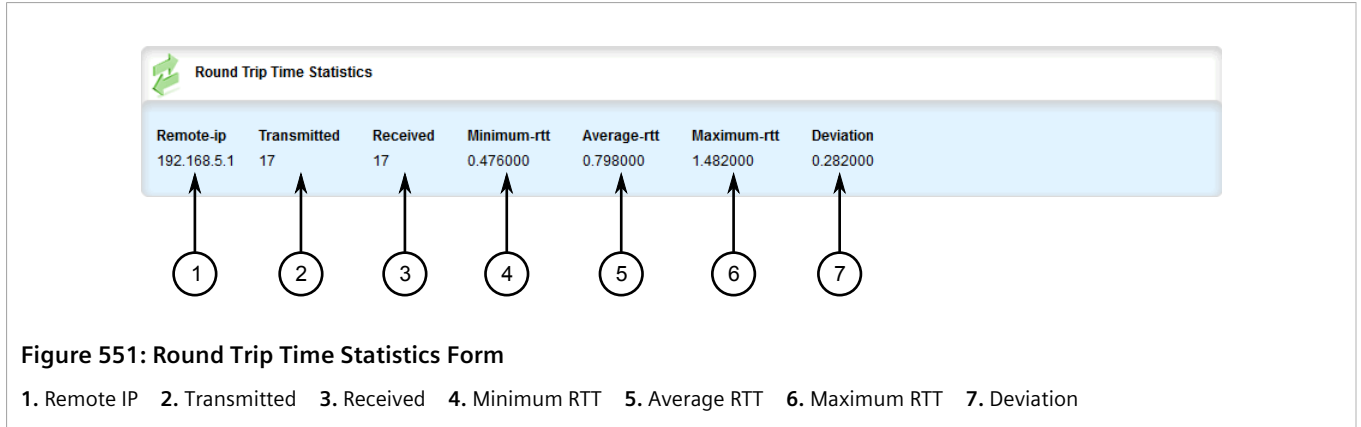 Round Trip Time Statistics
Remote-ip Transmitted Received Minimum-rtt Average-rtt Maximum-rtt Deviation
192.168.5.1 17 17 0.476000 0.798000 1.482000 0.282000
1 2 3 4 5 6 7
Figure 551: Round Trip Time Statistics Form
1. Remote IP 2. Transmitted 3. Received 4. Minimum RTT 5. Average RTT 6. Maximum RTT 7. Deviation